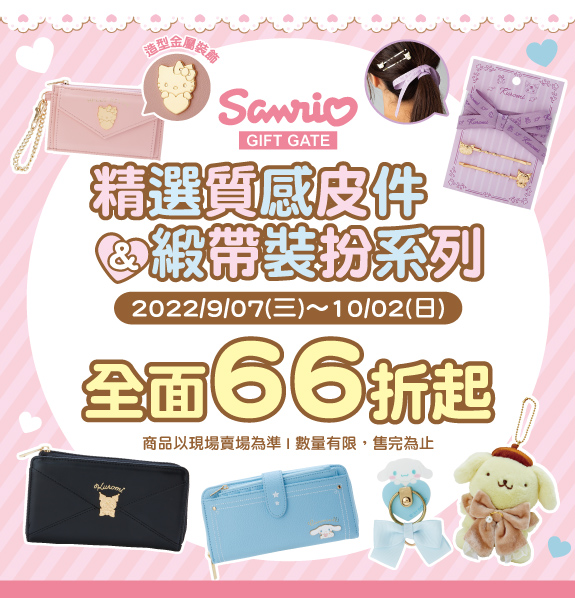 造型金屬裝飾
Sanrio
GIFT GATE
Kuromi
精選質感皮件
&緞帶裝扮系列
2022/9/07(三)～10/02(日)
全面66折起
商品以現場賣場為準 | 數量有限，售完為止
Kuromi